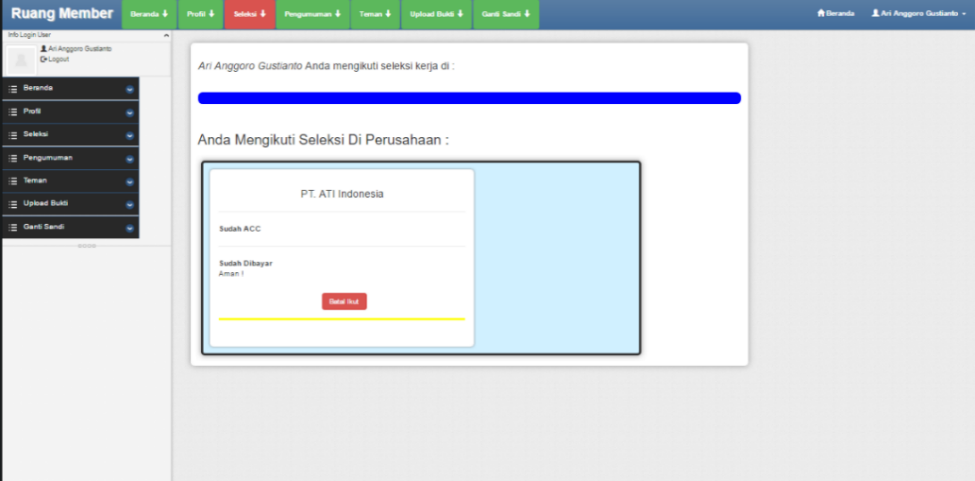 Ruang Member Beranda Profil Seleksi Pengumuman Teman Upload Bukti Ganti Sandi Beranda Ari Anggoro Gustianto
Info Login User
Ari Anggoro Gustianto
Logout
Beranda
Profil
Seleksi
Pengumuman
Teman
Upload Bukti
Ganti Sandi
Ari Anggoro Gustianto Anda mengikuti seleksi kerja di :
Anda Mengikuti Seleksi Di Perusahaan :
PT. ATI Indonesia
Sudah ACC
Sudah Dibayar
Aman !
Batal Ikut